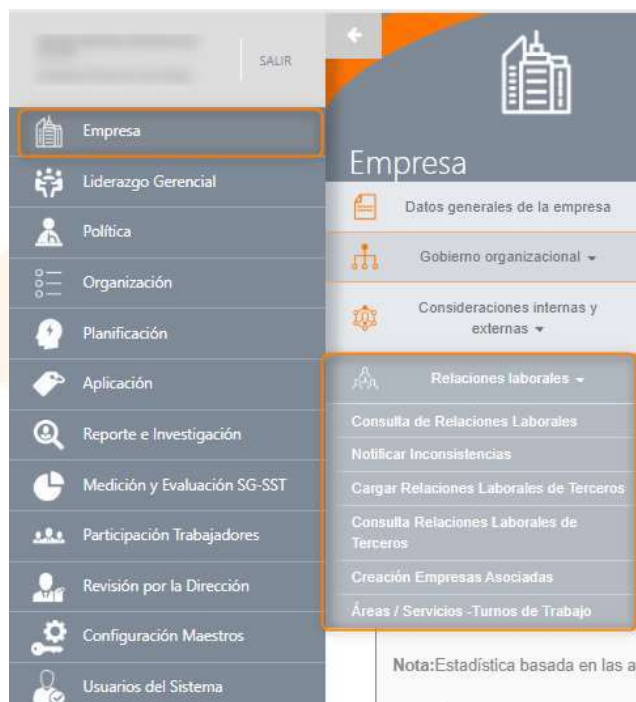 SALIR
Empresa
Liderazgo Gerencial
Política
Organización
Planificación
Aplicación
Reporte e Investigación
Medición y Evaluación SG-SST
Participación Trabajadores
Revisión por la Dirección
Configuración Maestros
Usuarios del Sistema
Empresa
Datos generales de la empresa
Gobierno organizacional
Consideraciones internas y
externas
Relaciones laborales
Consulta de Relaciones Laborales
Notificar Inconsistencias
Cargar Relaciones Laborales de Terceros
Consulta Relaciones Laborales de
Terceros
Creación Empresas Asociadas
Áreas / Servicios -Turnos de Trabajo
Nota:Estadística basada en las a